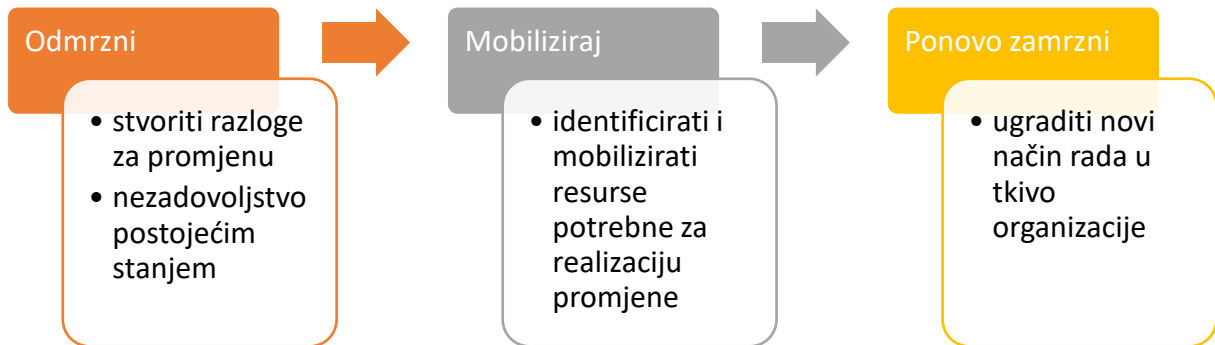 Odmrzni
• stvoriti razloge
za promjenu
• nezadovoljstvo
postojećim
stanjem
Mobiliziraj
• identificirati i
mobilizirati
resurse
potrebne za
realizaciju
promjene
Ponovo zamrzni
• ugraditi novi
način rada u
tkivo
organizacije